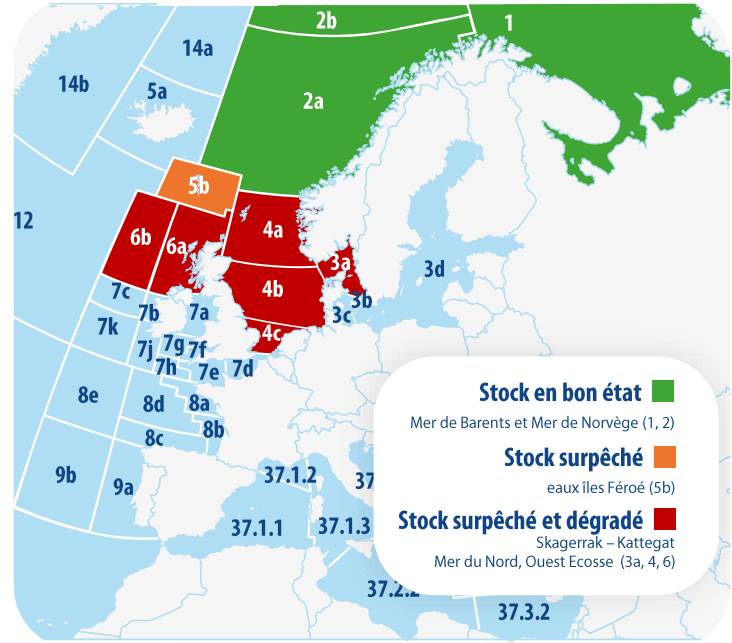 2b
1
14a
14b
5a
2a
5b
12
6b
6a
4a
3a
3d
7c
4b
3b
7b
7a
3c
7k
4c
7j
7g
7f
7h
7e
7d
8e
8d
8a
8b
8c
9b
9a
37.1.2
37
37.1.1
37.1.3
37.2.2
37.3.2
Stock en bon état
Mer de Barents et Mer de Norvège (1, 2)
Stock surpêché
eaux îles Féroé (5b)
Stock surpêché et dégradé
Skagerrak – Kattegat
Mer du Nord, Ouest Ecosse (3a, 4, 6)